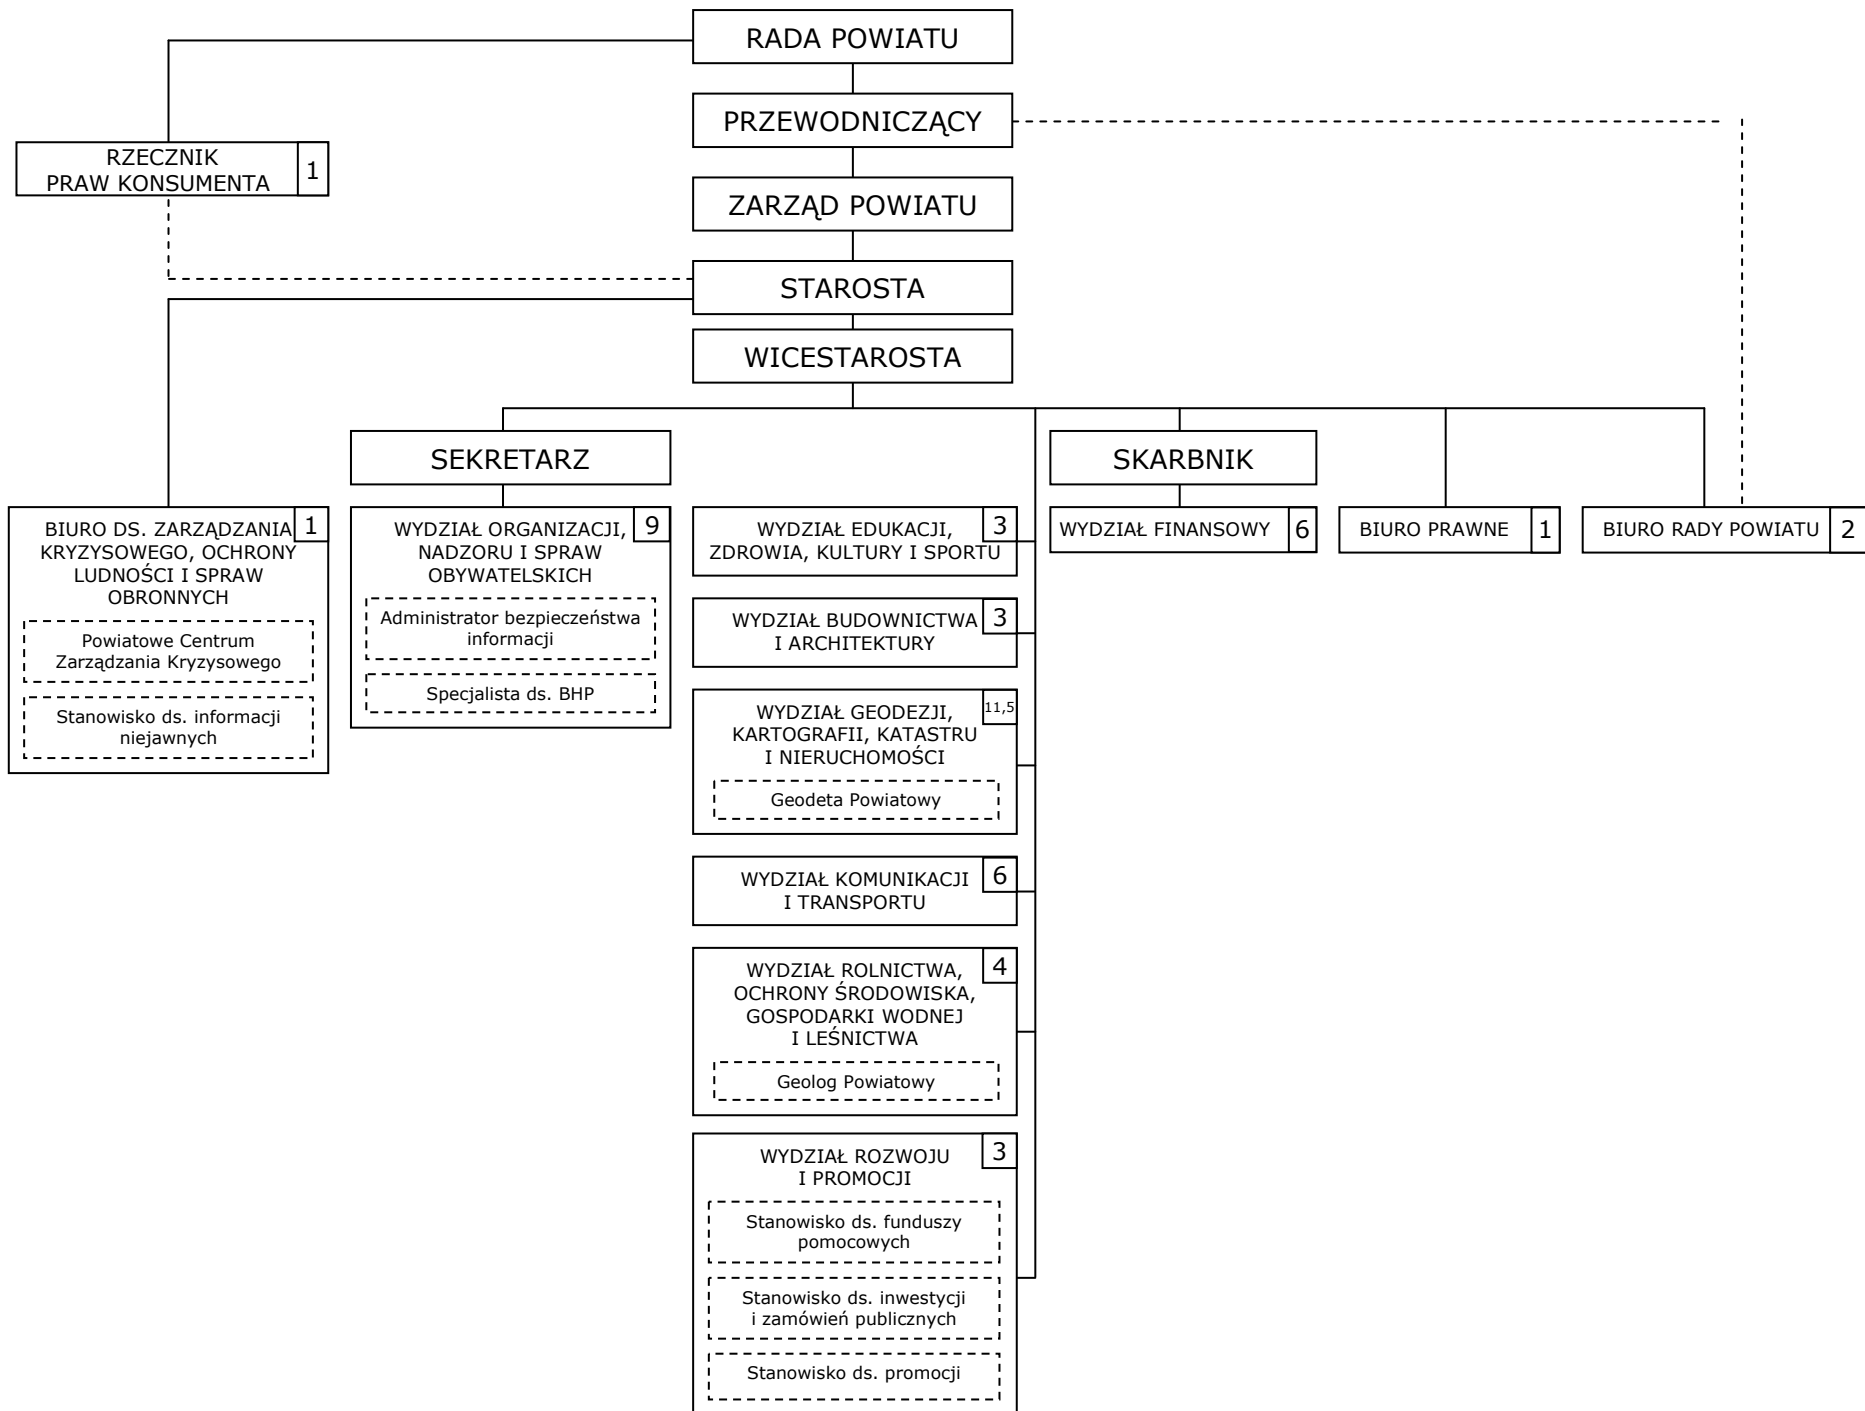 RADA POWIATU
PRZEWODNICZĄCY
RZECZNIK
PRAW KONSUMENTA
1
ZARZĄD POWIATU
STAROSTA
WICESTAROSTA
SEKRETARZ
SKARBNIK
BIURO DS. ZARZĄDZANIA
KRYZYSOWEGO, OCHRONY
LUDNOŚCI I SPRAW
OBRONNYCH
1
Powiatowe Centrum
Zarządzania Kryzysowego
Stanowisko ds. informacji
niejawnych
WYDZIAŁ ORGANIZACJI,
NADZORU I SPRAW
OBYWATELSKICH
9
Administrator bezpieczeństwa
informacji
Specjalista ds. BHP
WYDZIAŁ EDUKACJI,
ZDROWIA, KULTURY I SPORTU
3
WYDZIAŁ BUDOWNICTWA
I ARCHITEKTURY
3
WYDZIAŁ GEODEZJI,
KARTOGRAFII, KATASTRU
I NIERUCHOMOŚCI
11,5
Geodeta Powiatowy
WYDZIAŁ KOMUNIKACJI
I TRANSPORTU
6
WYDZIAŁ ROLNICTWA,
OCHRONY ŚRODOWISKA,
GOSPODARKI WODNEJ
I LEŚNICTWA
4
Geolog Powiatowy
WYDZIAŁ ROZWOJU
I PROMOCJI
3
Stanowisko ds. funduszy
pomocowych
Stanowisko ds. inwestycji
i zamówień publicznych
Stanowisko ds. promocji
WYDZIAŁ FINANSOWY
6
BIURO PRAWNE
1
BIURO RADY POWIATU
2